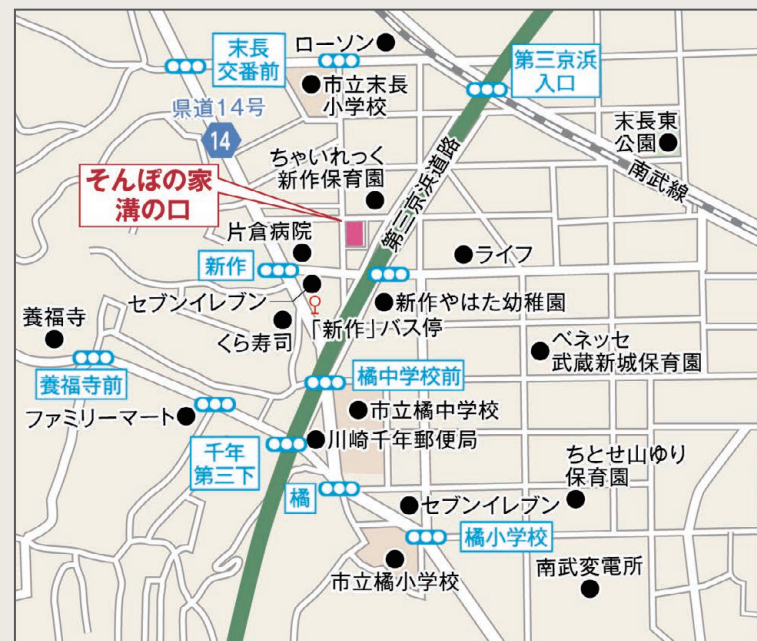 末長
交番前
ローソン
第三京浜
入口
市立末長
小学校
県道14号
14
末長東
公園
ちゃいれっく
新作保育園
南武線
そんぽの家
溝の口
第三京浜道路
片倉病院
ライフ
新作
セブンイレブン
新作やはた幼稚園
養福寺
くら寿司
「新作」バス停
ベネッセ
武蔵新城保育園
養福寺前
橘中学校前
ファミリーマート
市立橘中学校
川崎千年郵便局
千年
第三下
ちとせ山ゆり
保育園
橘
セブンイレブン
橘小学校
市立橘小学校
南武変電所